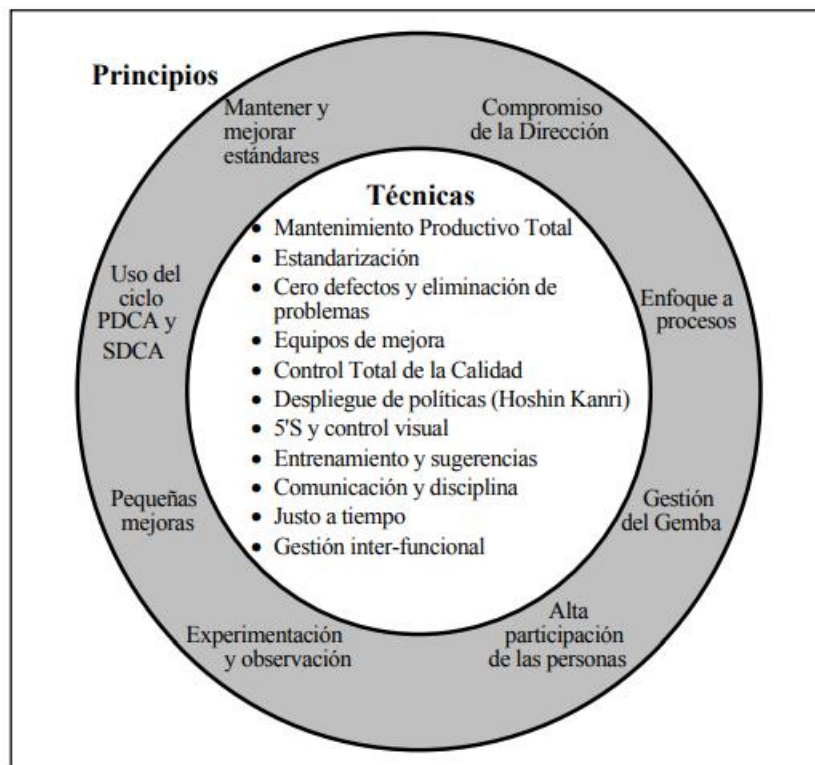 Principios
Mantener y
mejorar
estándares
Compromiso
de la Dirección
Técnicas
• Mantenimiento Productivo Total
• Estandarización
• Cero defectos y eliminación de
problemas
• Equipos de mejora
• Control Total de la Calidad
• Despliegue de políticas (Hoshin Kanri)
• 5'S y control visual
• Entrenamiento y sugerencias
• Comunicación y disciplina
• Justo a tiempo
• Gestión inter-funcional
Uso del
ciclo
PDCA y
SDCA
Enfoque a
procesos
Pequeñas
mejoras
Gestión
del Gemba
Experimentación
y observación
Alta
participación
de las personas